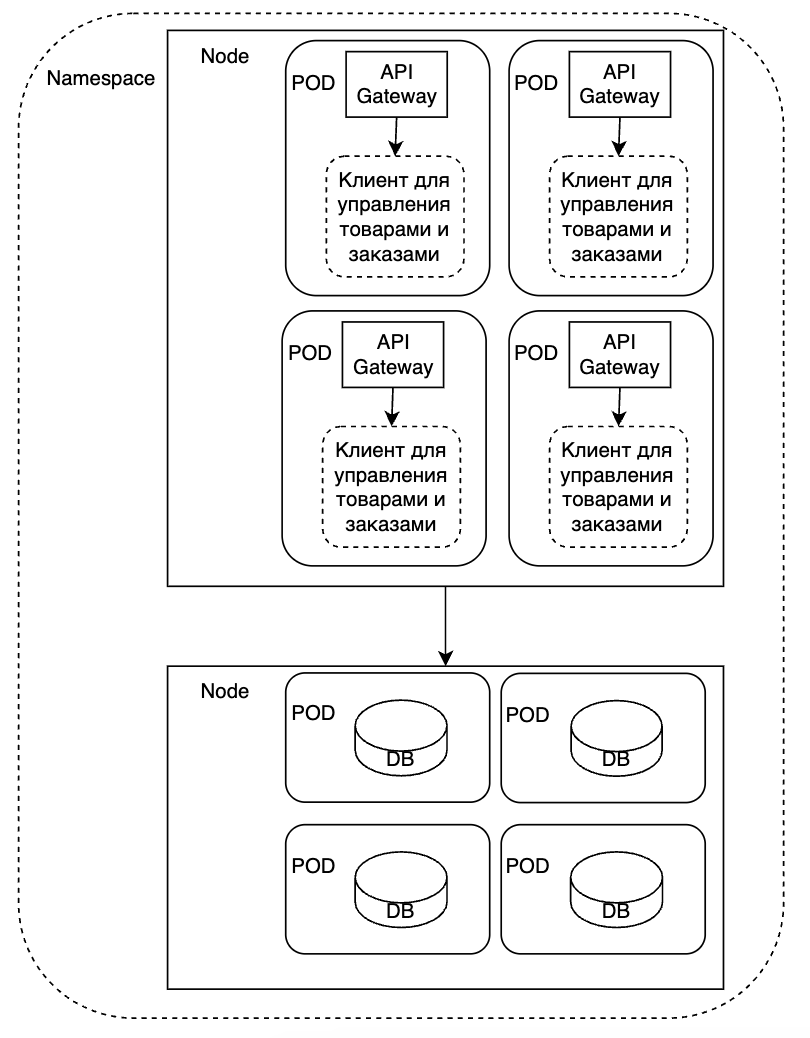 Namespace
Node
POD
API
Gateway
Клиент для
управления
товарами и
заказами
POD
API
Gateway
Клиент для
управления
товарами и
заказами
POD
API
Gateway
Клиент для
управления
товарами и
заказами
POD
API
Gateway
Клиент для
управления
товарами и
заказами
Node
POD
DB
POD
DB
POD
DB
POD
DB